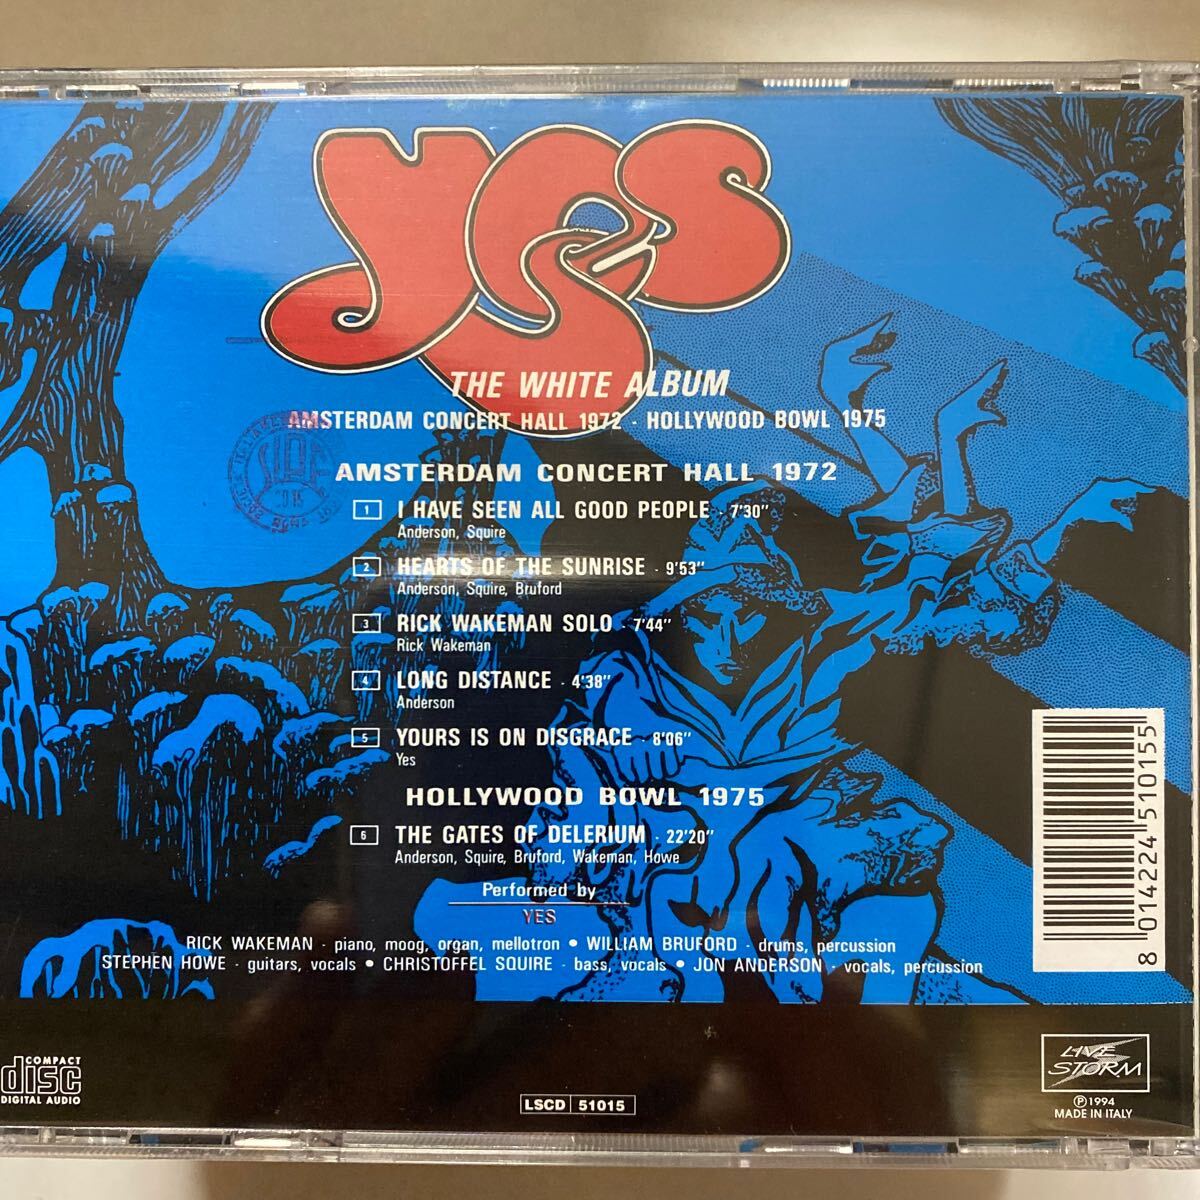 YES
THE WHITE ALBUM
AMSTERDAM CONCERT HALL 1972 - HOLLYWOOD BOWL 1975
AMSTERDAM CONCERT HALL 1972
1 I HAVE SEEN ALL GOOD PEOPLE - 7'30"
Anderson, Squire
2 HEARTS OF THE SUNRISE - 9'53"
Anderson, Squire, Bruford
3 RICK WAKEMAN SOLO - 7'44"
Rick Wakeman
4 LONG DISTANCE - 4'38"
Anderson
5 YOURS IS ON DISGRACE - 8'06"
Yes
HOLLYWOOD BOWL 1975
6 THE GATES OF DELERIUM - 22'20"
Anderson, Squire, Bruford, Wakeman, Howe
Performed by
YES
RICK WAKEMAN - piano, moog, organ, mellotron • WILLIAM BRUFORD - drums, percussion
STEPHEN HOWE - guitars, vocals • CHRISTOFFEL SQUIRE - bass, vocals • JON ANDERSON - vocals, percussion
8 014224 510155
COMPACT
disc
DIGITAL AUDIO
LSCD 51015
LIVE
STORM
℗ 1994
MADE IN ITALY